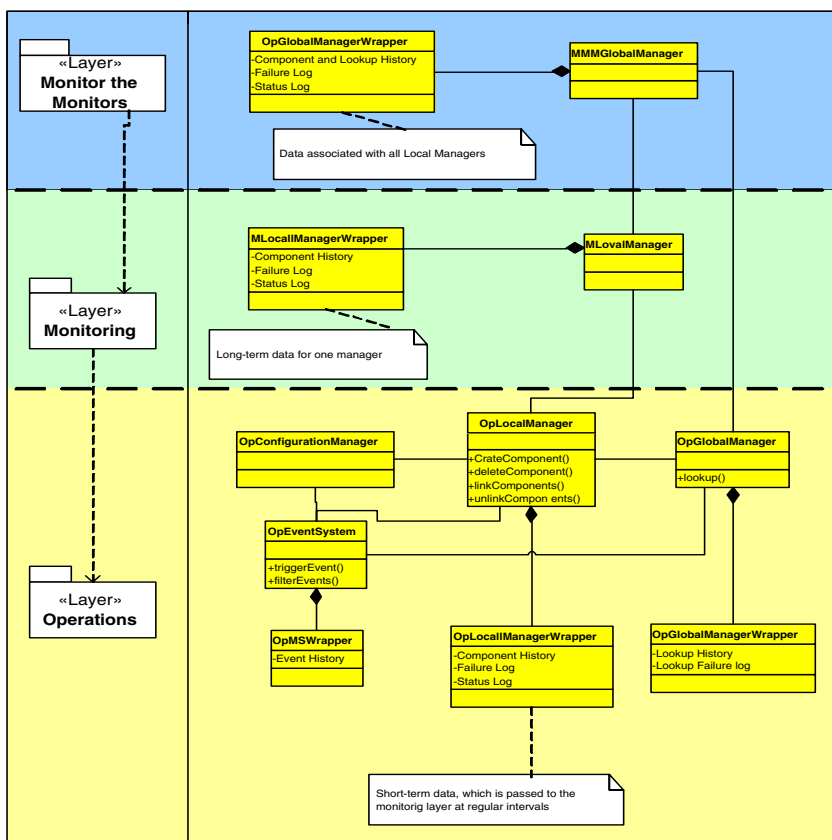 «Layer»
Monitor the
Monitors
OpGlobalManagerWrapper
-Component and Lookup History
-Failure Log
-Status Log
MMMGlobalManager
Data associated with all Local Managers
«Layer»
Monitoring
MLocallManagerWrapper
-Component History
-Failure Log
-Status Log
MLovalManager
Long-term data for one manager
«Layer»
Operations
OpConfigurationManager
OpLocalManager
+CrateComponent()
+deleteComponent()
+linkComponents()
+unlinkCompon ents()
OpGlobalManager
+lookup()
OpEventSystem
+triggerEvent()
+filterEvents()
OpMSWrapper
-Event History
OpLocallManagerWrapper
-Component History
-Failure Log
-Status Log
OpGlobalManagerWrapper
-Lookup History
-Lookup Failure log
Short-term data, which is passed to the
monitorig layer at regular intervals